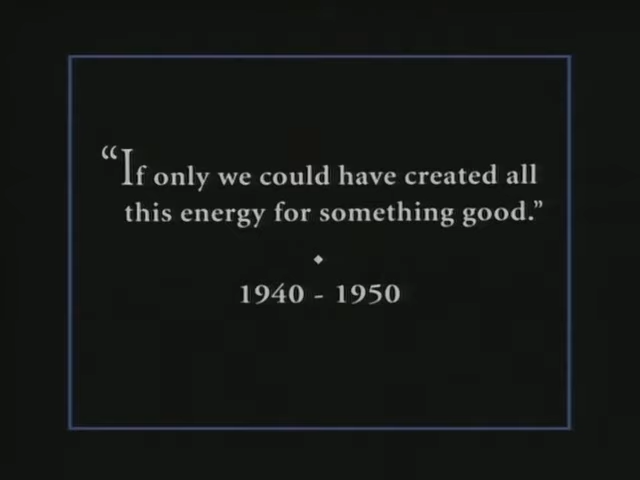 “If only we could have created all
this energy for something good.”
1940 - 1950